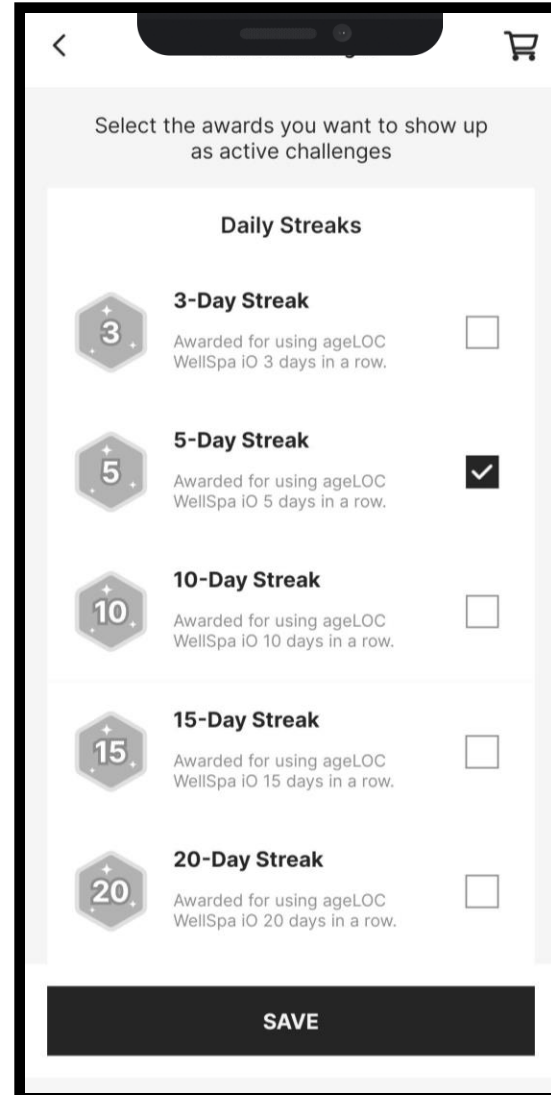 Select the awards you want to show up
as active challenges
Daily Streaks
3
3-Day Streak
Awarded for using ageLOC
WellSpa iO 3 days in a row.
5
5-Day Streak
Awarded for using ageLOC
WellSpa iO 5 days in a row.
10
10-Day Streak
Awarded for using ageLOC
WellSpa iO 10 days in a row.
15
15-Day Streak
Awarded for using ageLOC
WellSpa iO 15 days in a row.
20
20-Day Streak
Awarded for using ageLOC
WellSpa iO 20 days in a row.
SAVE